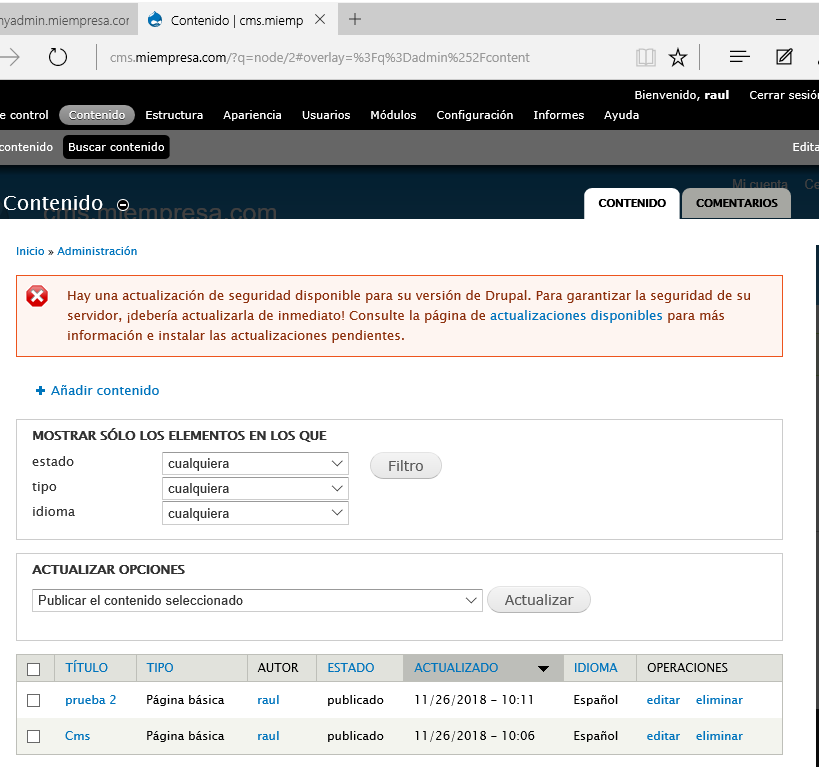 nyadmin.miempresa.cor
Contenido | cms.miemp
cms.miempresa.com/?q=node/2#overlay=%3Fq%3Dadmin%252Fcontent
Bienvenido, raul Cerrar sesió
e control Contenido Estructura Apariencia Usuarios Módulos Configuración Informes Ayuda
contenido Buscar contenido Edita
Mi cuenta Ce
Contenido
cms.miempresa.com
CONTENIDO COMENTARIOS
Inicio » Administración
Hay una actualización de seguridad disponible para su versión de Drupal. Para garantizar la seguridad de su
servidor, ¡debería actualizarla de inmediato! Consulte la página de actualizaciones disponibles para más
información e instalar las actualizaciones pendientes.
+ Añadir contenido
MOSTRAR SÓLO LOS ELEMENTOS EN LOS QUE
estado cualquiera Filtro
tipo cualquiera
idioma cualquiera
ACTUALIZAR OPCIONES
Publicar el contenido seleccionado Actualizar
TÍTULO TIPO AUTOR ESTADO ACTUALIZADO IDIOMA OPERACIONES
prueba 2 Página básica raul publicado 11/26/2018 - 10:11 Español editar eliminar
Cms Página básica raul publicado 11/26/2018 - 10:06 Español editar eliminar